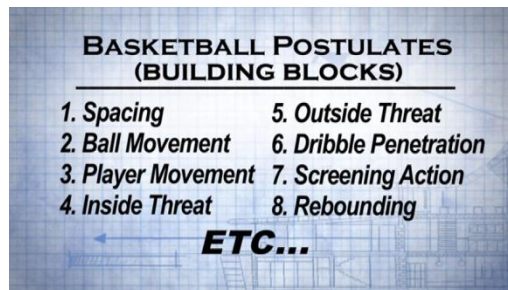 BASKETBALL POSTULATES
(BUILDING BLOCKS)
1. Spacing
2. Ball Movement
3. Player Movement
4. Inside Threat
5. Outside Threat
6. Dribble Penetration
7. Screening Action
8. Rebounding
ETC...